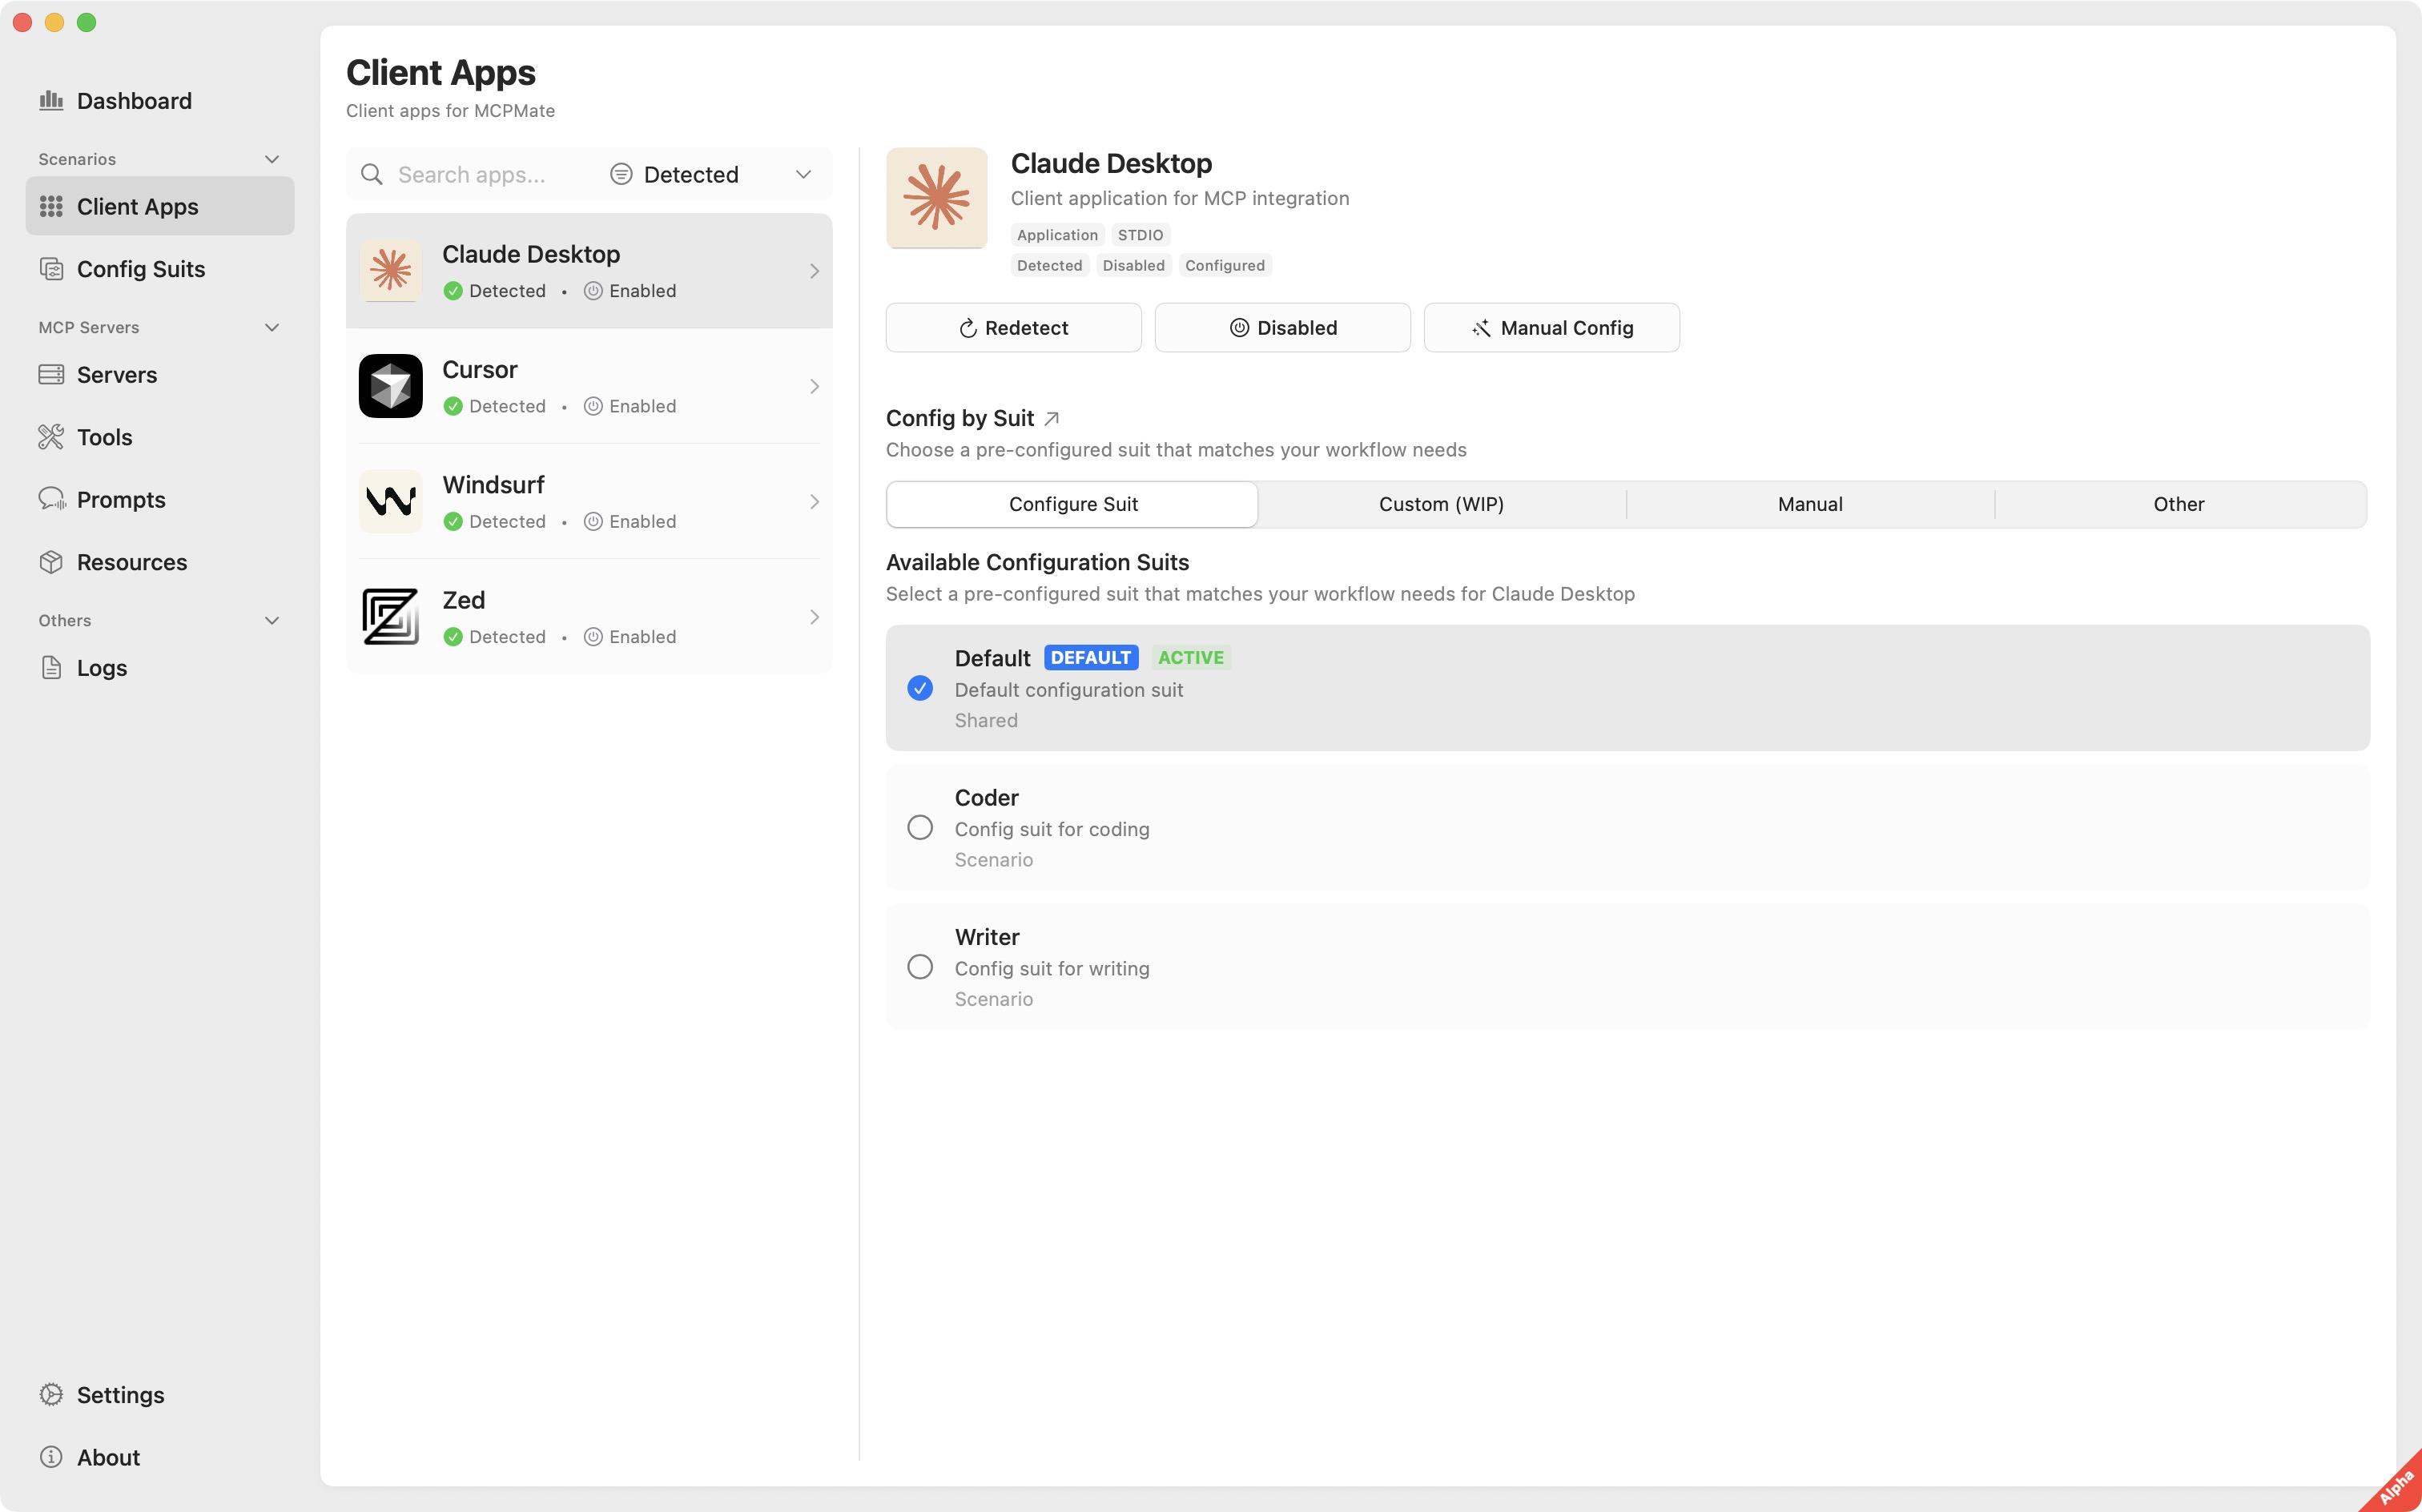 Dashboard
Scenarios
Client Apps
Config Suits
MCP Servers
Servers
Tools
Prompts
Resources
Others
Logs
Settings
About
Client Apps
Client apps for MCPMate
Search apps...
Detected
Claude Desktop
Detected • Enabled
Cursor
Detected • Enabled
Windsurf
Detected • Enabled
Zed
Detected • Enabled
Claude Desktop
Client application for MCP integration
Application STDIO
Detected Disabled Configured
Redetect Disabled Manual Config
Config by Suit
Choose a pre-configured suit that matches your workflow needs
Configure Suit Custom (WIP) Manual Other
Available Configuration Suits
Select a pre-configured suit that matches your workflow needs for Claude Desktop
Default DEFAULT ACTIVE
Default configuration suit
Shared
Coder
Config suit for coding
Scenario
Writer
Config suit for writing
Scenario
Alpha